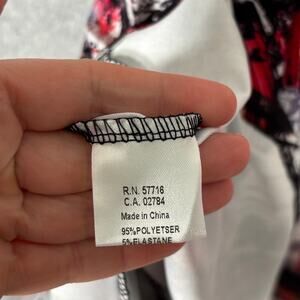 R.N. 57716
C.A. 02784
Made in China
95%POLYETSER
5%ELASTANE